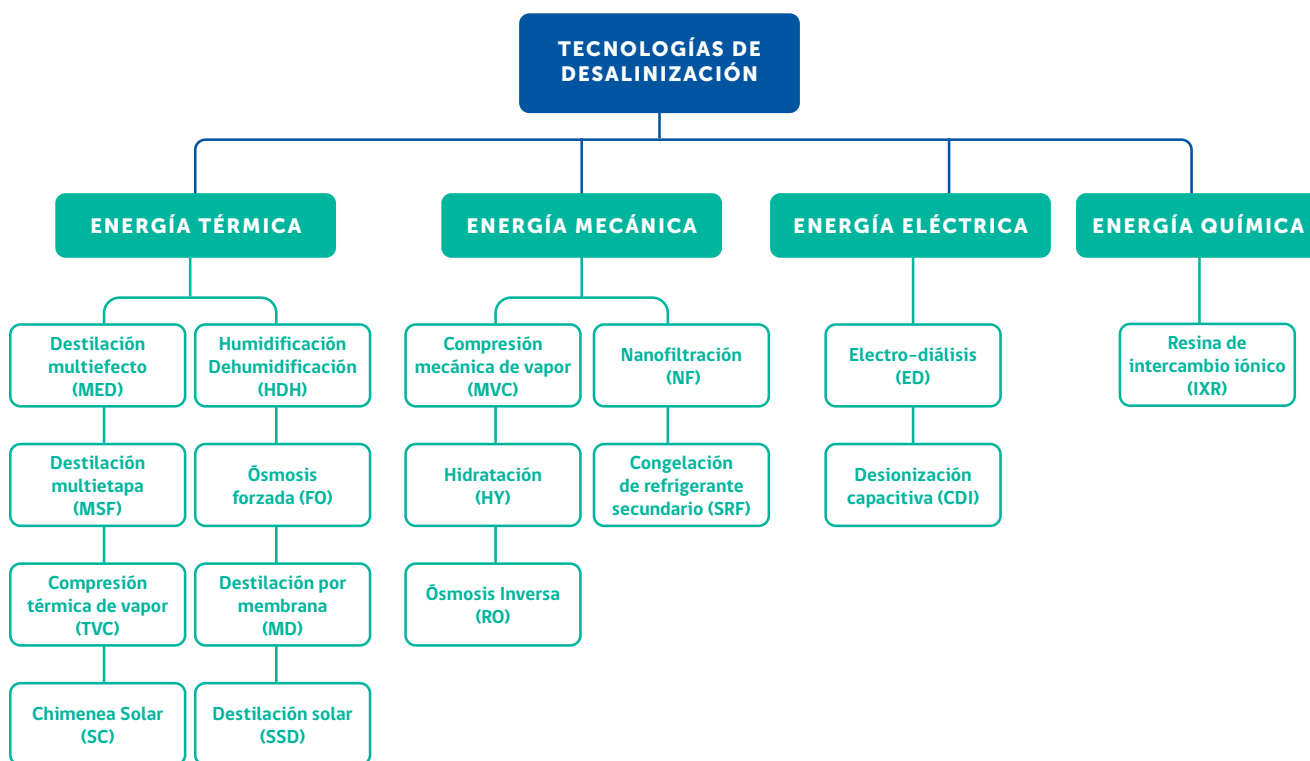 TECNOLOGÍAS DE
DESALINIZACIÓN
ENERGÍA TÉRMICA
ENERGÍA MECÁNICA
ENERGÍA ELÉCTRICA
ENERGÍA QUÍMICA
Destilación
multiefecto
(MED)
Humidificación
Dehumidificación
(HDH)
Compresión
mecánica de vapor
(MVC)
Nanofiltración
(NF)
Electro-diálisis
(ED)
Resina de
intercambio iónico
(IXR)
Destilación
multietapa
(MSF)
Ósmosis
forzada (FO)
Hidratación
(HY)
Congelación
de refrigerante
secundario (SRF)
Desionización
capacitiva (CDI)
Compresión
térmica de vapor
(TVC)
Destilación por
membrana
(MD)
Ósmosis Inversa
(RO)
Chimenea Solar
(SC)
Destilación solar
(SSD)